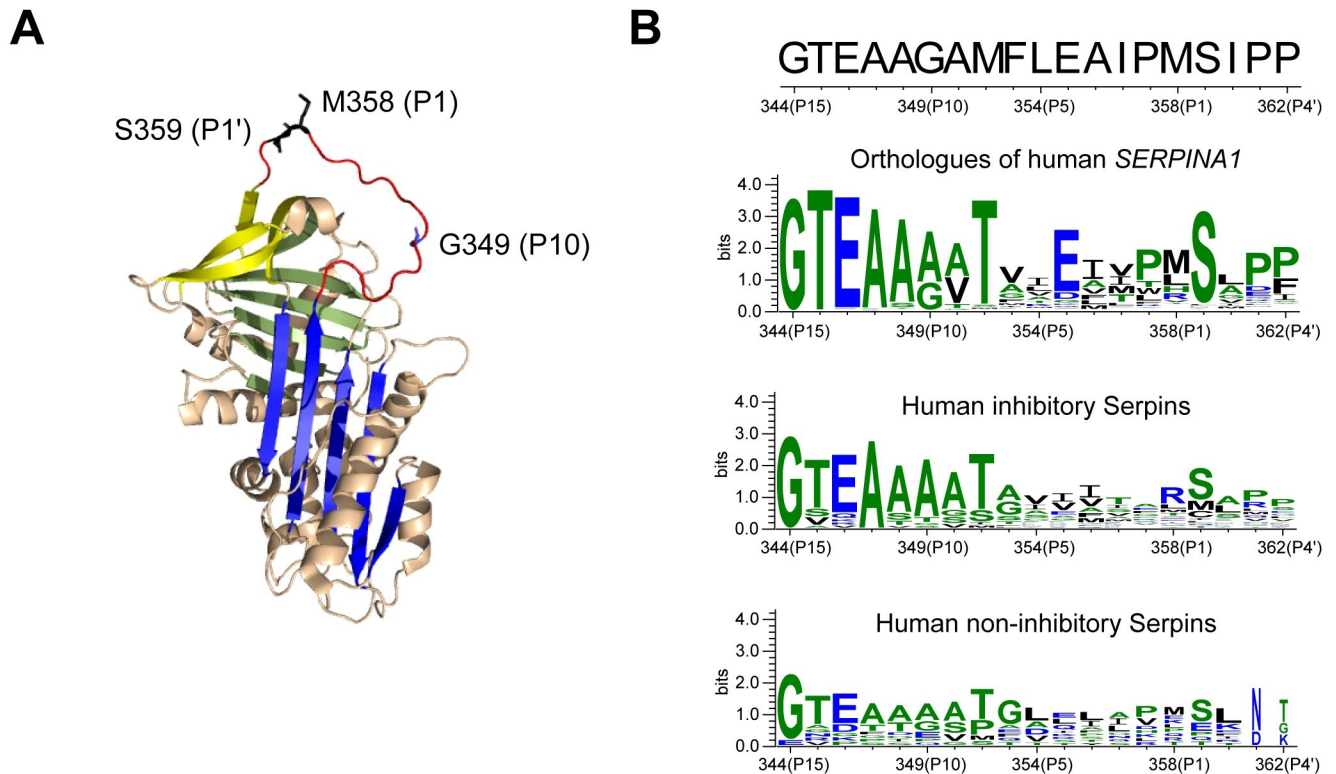 A
M358 (P1)
S359 (P1')
G349 (P10)
B
GTEAAGAMFLEAIPMSIPP
344(P15) 349(P10) 354(P5) 358(P1) 362(P4')
Orthologues of human SERPINA1
4.0
3.0
2.0
1.0
0.0
bits
GTEAAAATVIEIVPMSLPP
344(P15) 349(P10) 354(P5) 358(P1) 362(P4')
Human inhibitory Serpins
4.0
3.0
2.0
1.0
0.0
bits
344(P15) 349(P10) 354(P5) 358(P1) 362(P4')
Human non-inhibitory Serpins
4.0
3.0
2.0
1.0
0.0
bits
344(P15) 349(P10) 354(P5) 358(P1) 362(P4')